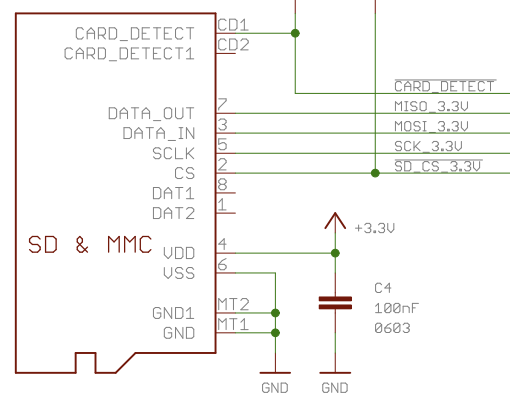 CARD_DETECT CD1
CARD_DETECT1 CD2
CARD_DETECT
DATA_OUT 7 MISO_3.3V
DATA_IN 3 MOSI_3.3V
SCLK 5 SCK_3.3V
CS 2 SD_CS_3.3V
DAT1 8
DAT2 1
+3.3V
SD & MMC
VDD 4
VSS 6
C4
100nF
0603
GND1 MT2
GND MT1
GND GND